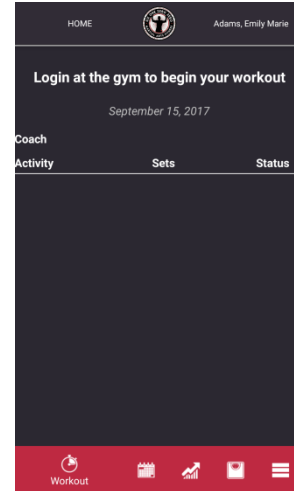 HOME
Adams, Emily Marie
Login at the gym to begin your workout
September 15, 2017
Coach
Activity Sets Status
Workout